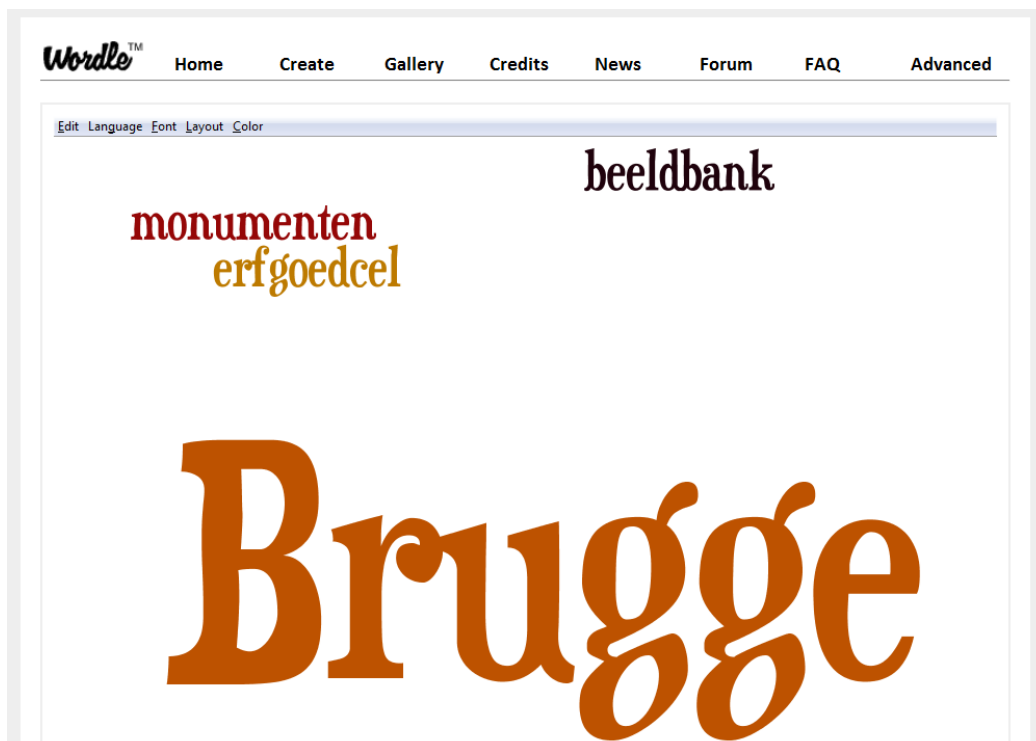 Wordle™ Home Create Gallery Credits News Forum FAQ Advanced
Edit Language Font Layout Color
beeldbank
monumenten
erfgoedcel
Brugge